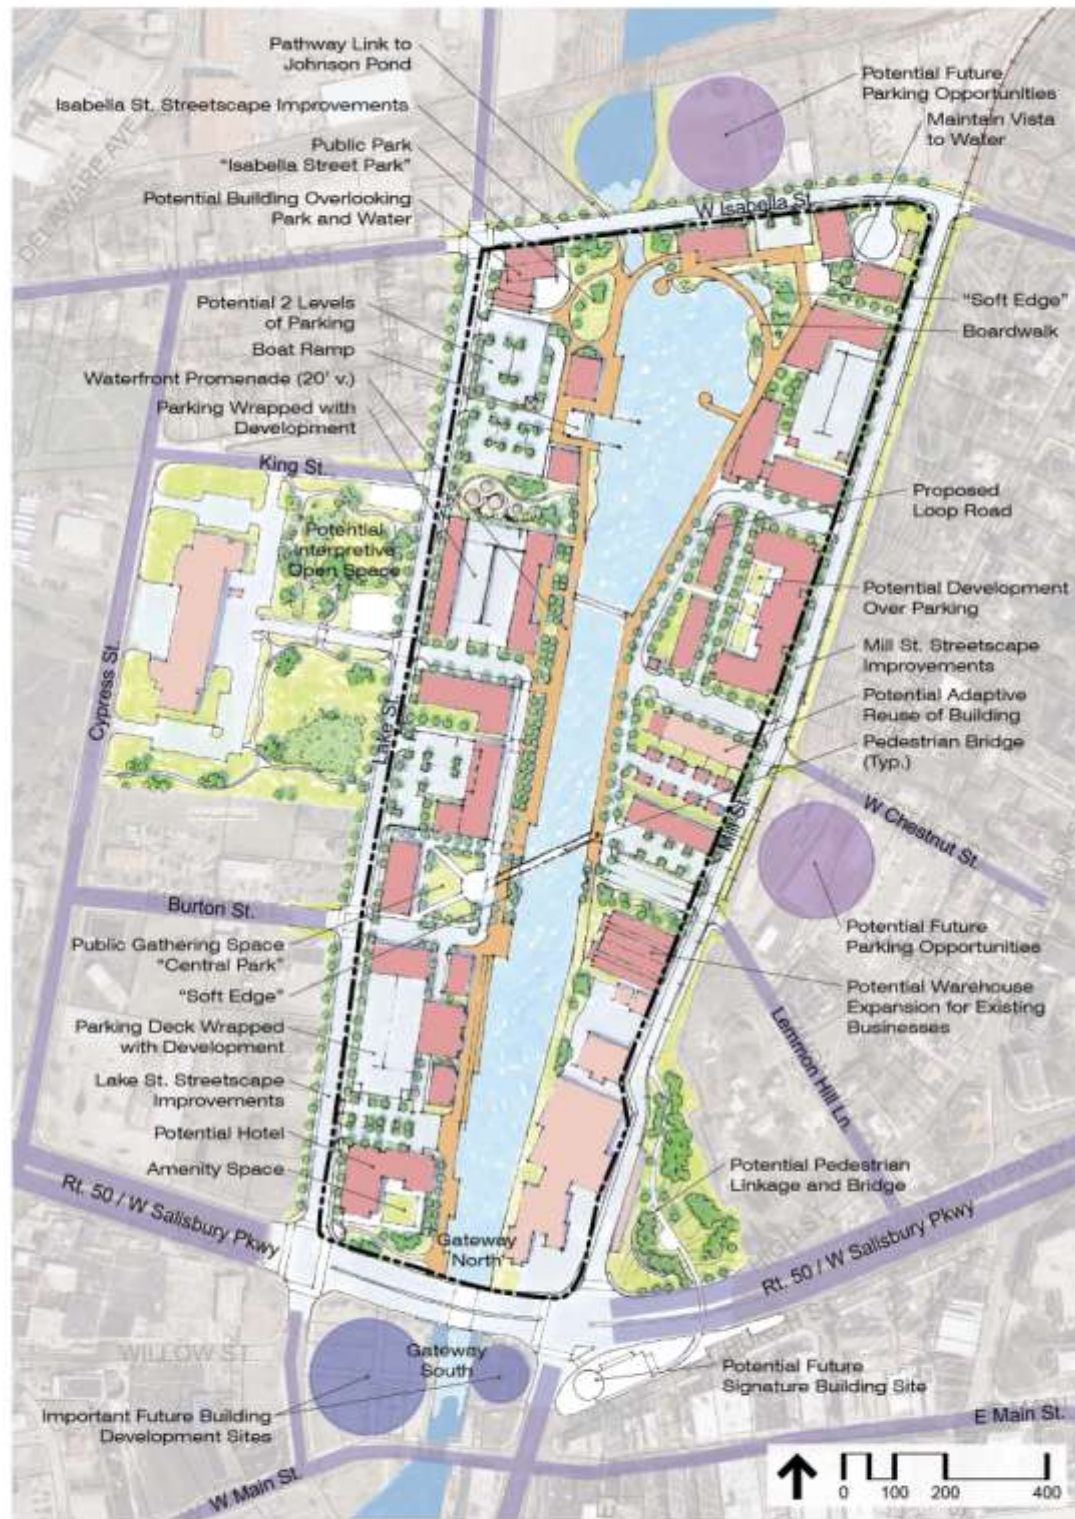 Pathway Link to
Johnson Pond
Isabella St. Streetscape Improvements
Public Park
"Isabella Street Park"
Potential Building Overlooking
Park and Water
Potential Future
Parking Opportunities
Maintain Vista
to Water
DELAWARE AVE
W Isabella St.
W ISABELLA ST
Potential 2 Levels
of Parking
Boat Ramp
Waterfront Promenade (20' v.)
Parking Wrapped with
Development
"Soft Edge"
Boardwalk
King St.
Potential
Interpretive
Open Space
Proposed
Loop Road
Potential Development
Over Parking
Mill St. Streetscape
Improvements
Potential Adaptive
Reuse of Building
Pedestrian Bridge
(Typ.)
Cypress St.
Lake St.
Mill St.
W Chestnut St.
Burton St.
Public Gathering Space
"Central Park"
"Soft Edge"
Parking Deck Wrapped
with Development
Lake St. Streetscape
Improvements
Potential Hotel
Amenity Space
Potential Future
Parking Opportunities
Potential Warehouse
Expansion for Existing
Businesses
Lemmon Hill Ln.
Potential Pedestrian
Linkage and Bridge
Rt. 50 / W Salisbury Pkwy
Gateway
"North"
Rt. 50 / W Salisbury Pkwy
WILLOW ST.
Gateway
South
Potential Future
Signature Building Site
Important Future Building
Development Sites
W Main St.
E Main St.
0 100 200 400